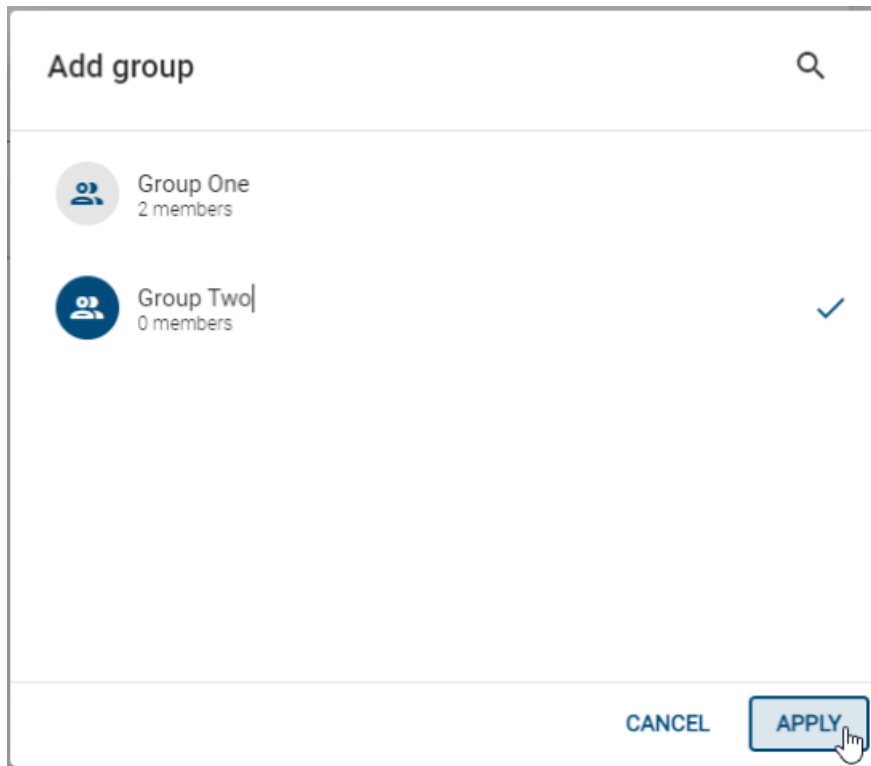 Add group
Group One
2 members
Group Two
0 members
CANCEL
APPLY